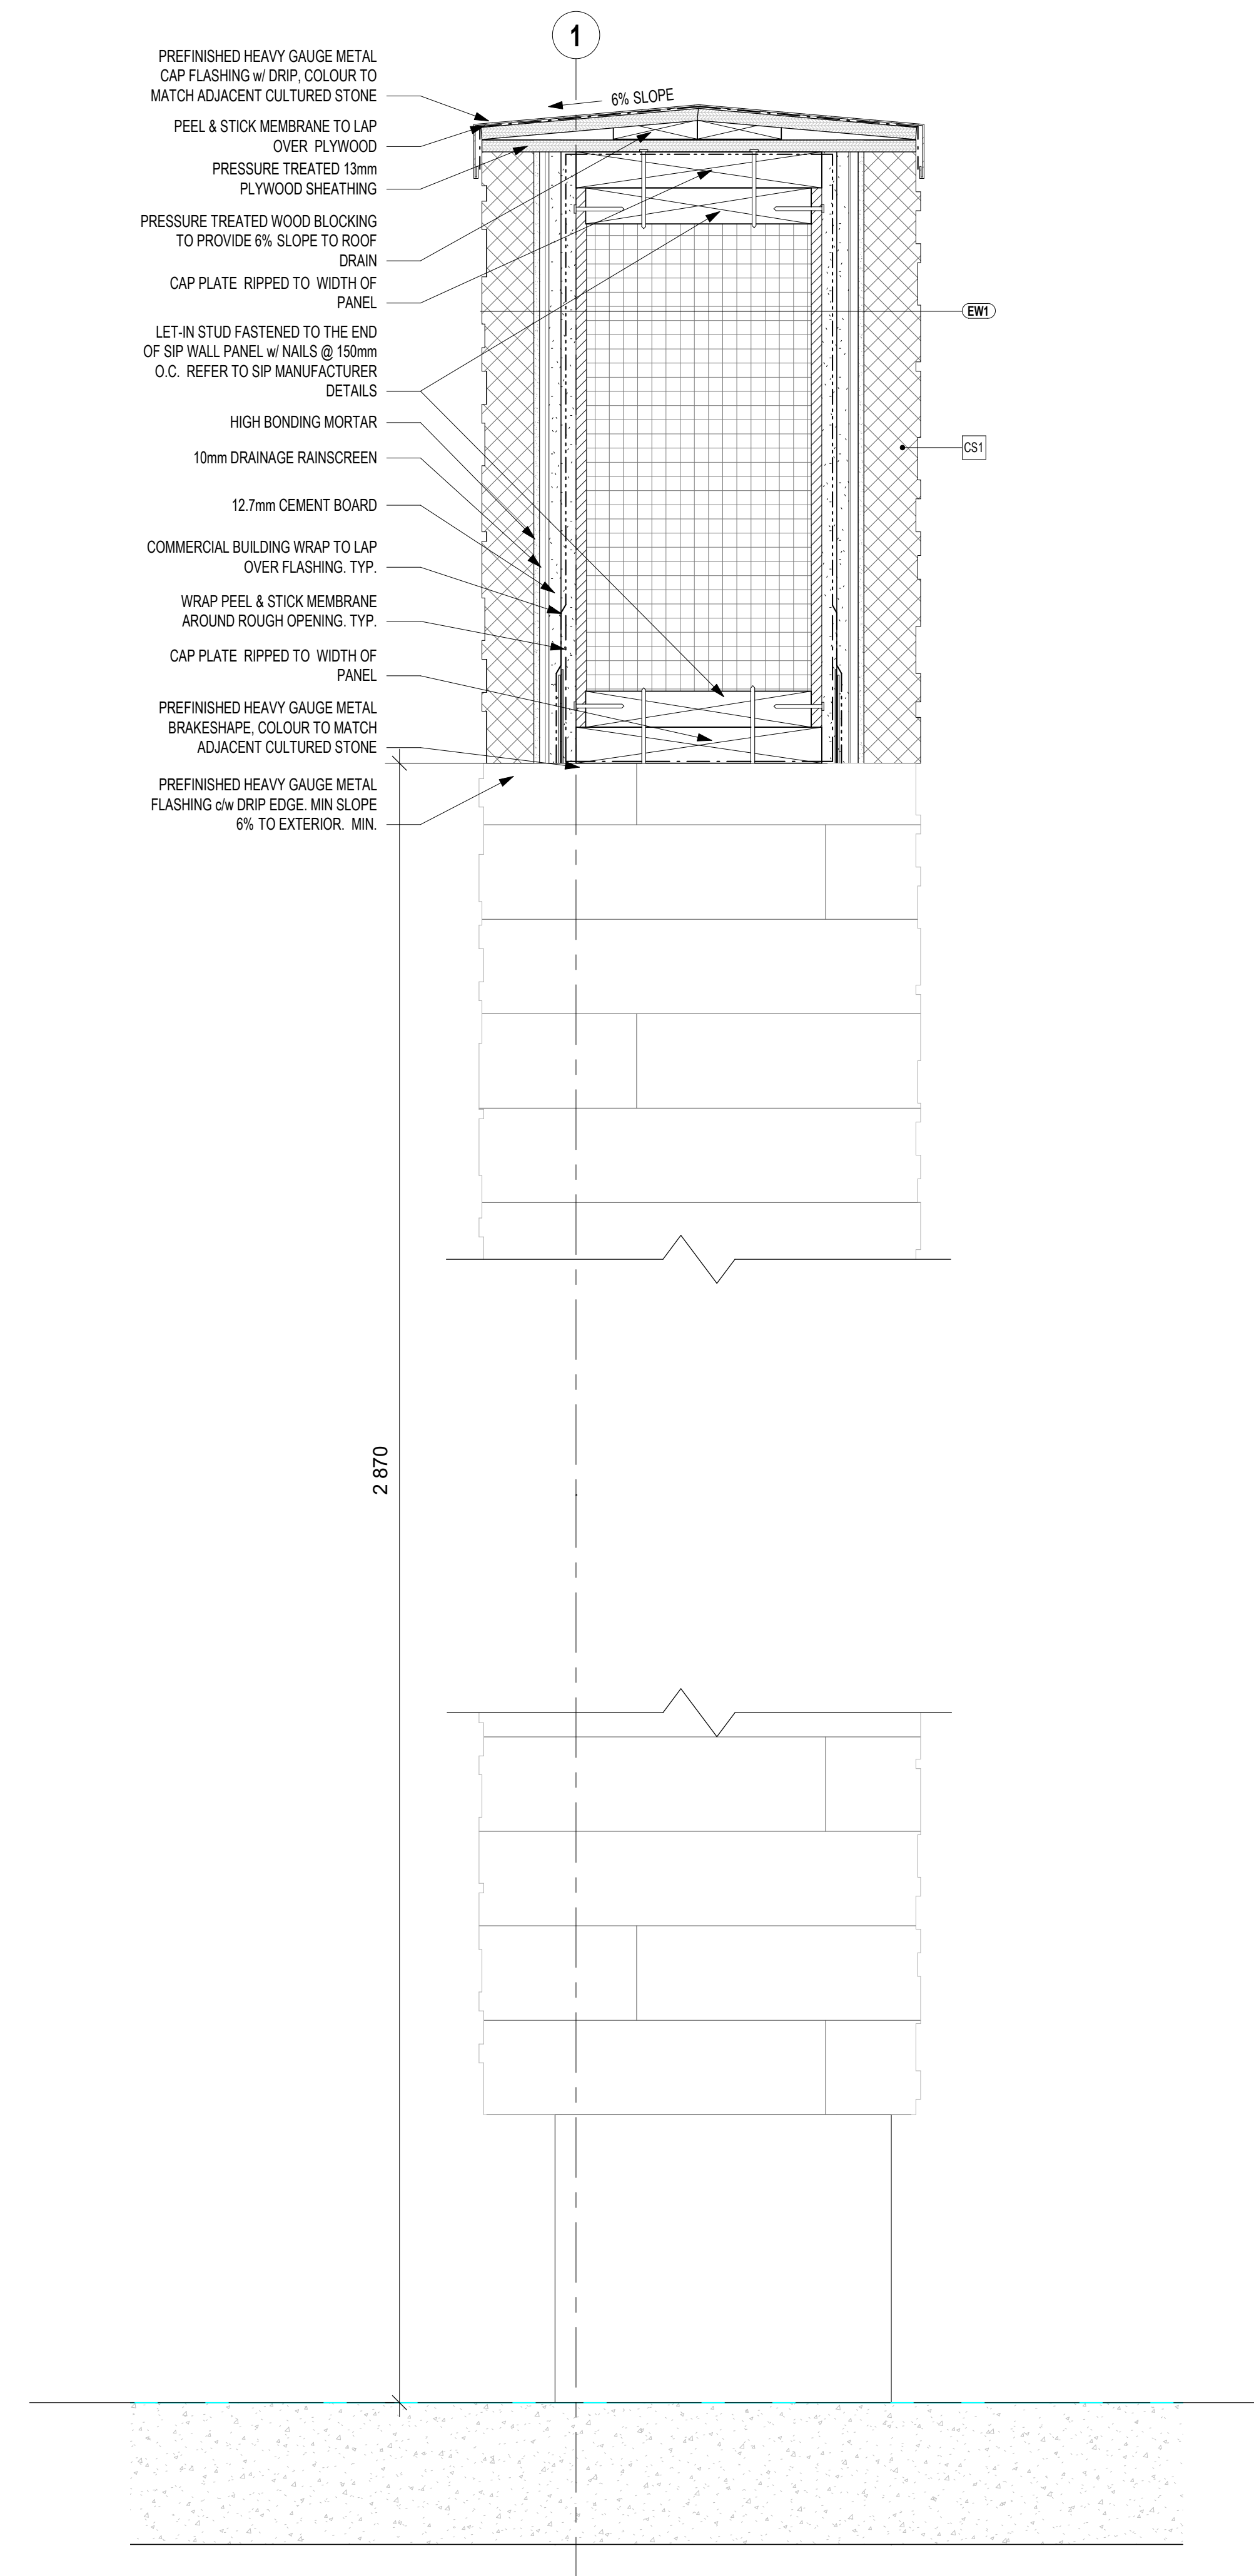 1
PREFINISHED HEAVY GAUGE METAL
CAP FLASHING w/ DRIP, COLOUR TO
MATCH ADJACENT CULTURED STONE
6% SLOPE
PEEL & STICK MEMBRANE TO LAP
OVER PLYWOOD
PRESSURE TREATED 13mm
PLYWOOD SHEATHING
PRESSURE TREATED WOOD BLOCKING
TO PROVIDE 6% SLOPE TO ROOF
DRAIN
CAP PLATE RIPPED TO WIDTH OF
PANEL
EW1
LET-IN STUD FASTENED TO THE END
OF SIP WALL PANEL w/ NAILS @ 150mm
O.C. REFER TO SIP MANUFACTURER
DETAILS
HIGH BONDING MORTAR
CS1
10mm DRAINAGE RAINSCREEN
12.7mm CEMENT BOARD
COMMERCIAL BUILDING WRAP TO LAP
OVER FLASHING. TYP.
WRAP PEEL & STICK MEMBRANE
AROUND ROUGH OPENING. TYP.
CAP PLATE RIPPED TO WIDTH OF
PANEL
PREFINISHED HEAVY GAUGE METAL
BRAKESHAPE, COLOUR TO MATCH
ADJACENT CULTURED STONE
PREFINISHED HEAVY GAUGE METAL
FLASHING c/w DRIP EDGE. MIN SLOPE
6% TO EXTERIOR. MIN.
2 870